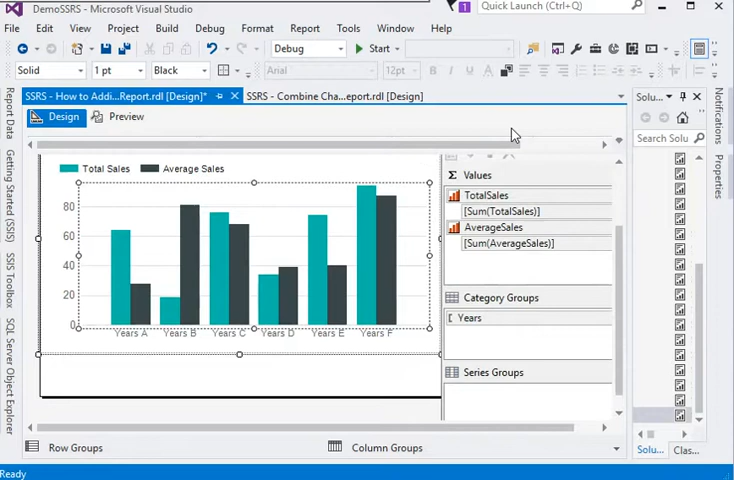 DemoSSRS - Microsoft Visual Studio
1
Quick Launch (Ctrl+Q)
File Edit View Project Build Debug Format Report Tools Window Help
Debug Start
Solid 1 pt Black Arial 12pt B I U A
SSRS - How to Addi...Report.rdl [Design]* SSRS - Combine Cha...eport.rdl [Design]
Design Preview
Total Sales Average Sales
80
60
40
20
0
Years A Years B Years C Years D Years E Years F
Σ Values
TotalSales
[Sum(TotalSales)]
AverageSales
[Sum(AverageSales)]
Category Groups
Years
Series Groups
Row Groups Column Groups
Report Data
Getting Started (SSIS)
SSIS Toolbox
SQL Server Object Explorer
Solu...
Search Solu
Solu... Clas...
Notifications
Properties
Ready